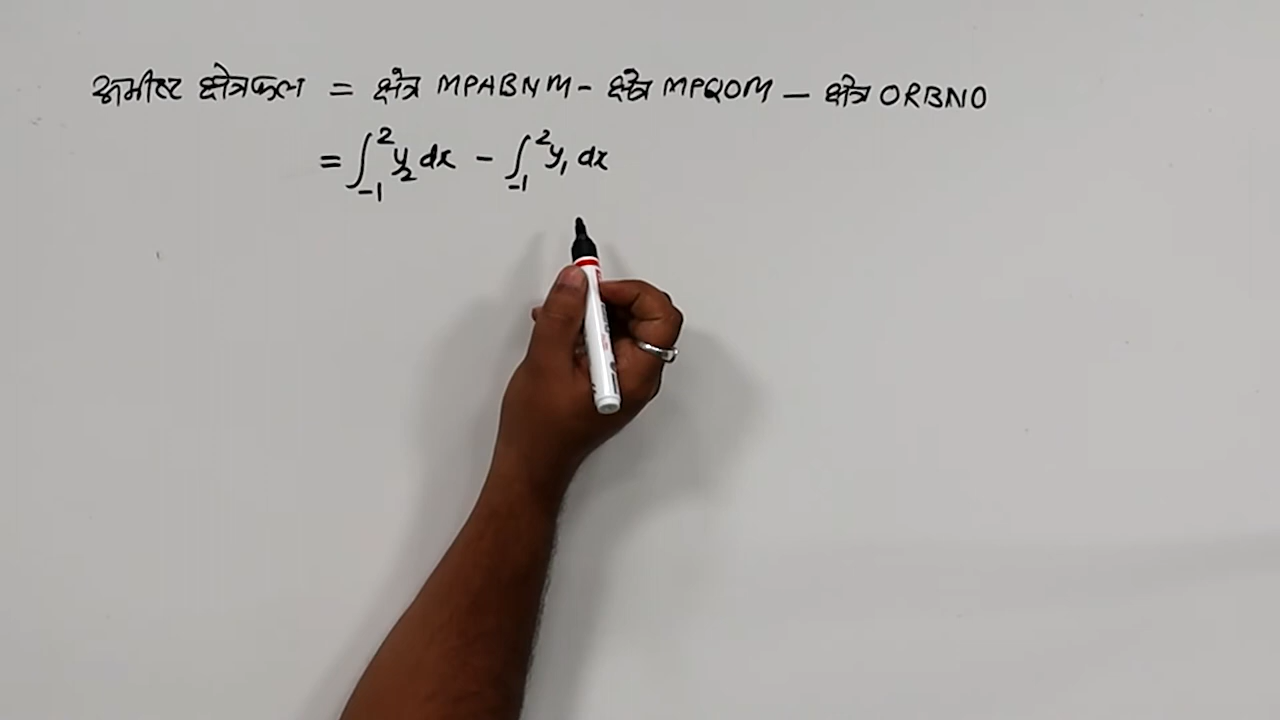 अभीष्ट क्षेत्रफल = क्षेत्र MPABNM - क्षेत्र MPQOM - क्षेत्र ORBNO
= ∫₋₁² y₂ dx - ∫₋₁² y₁ dx